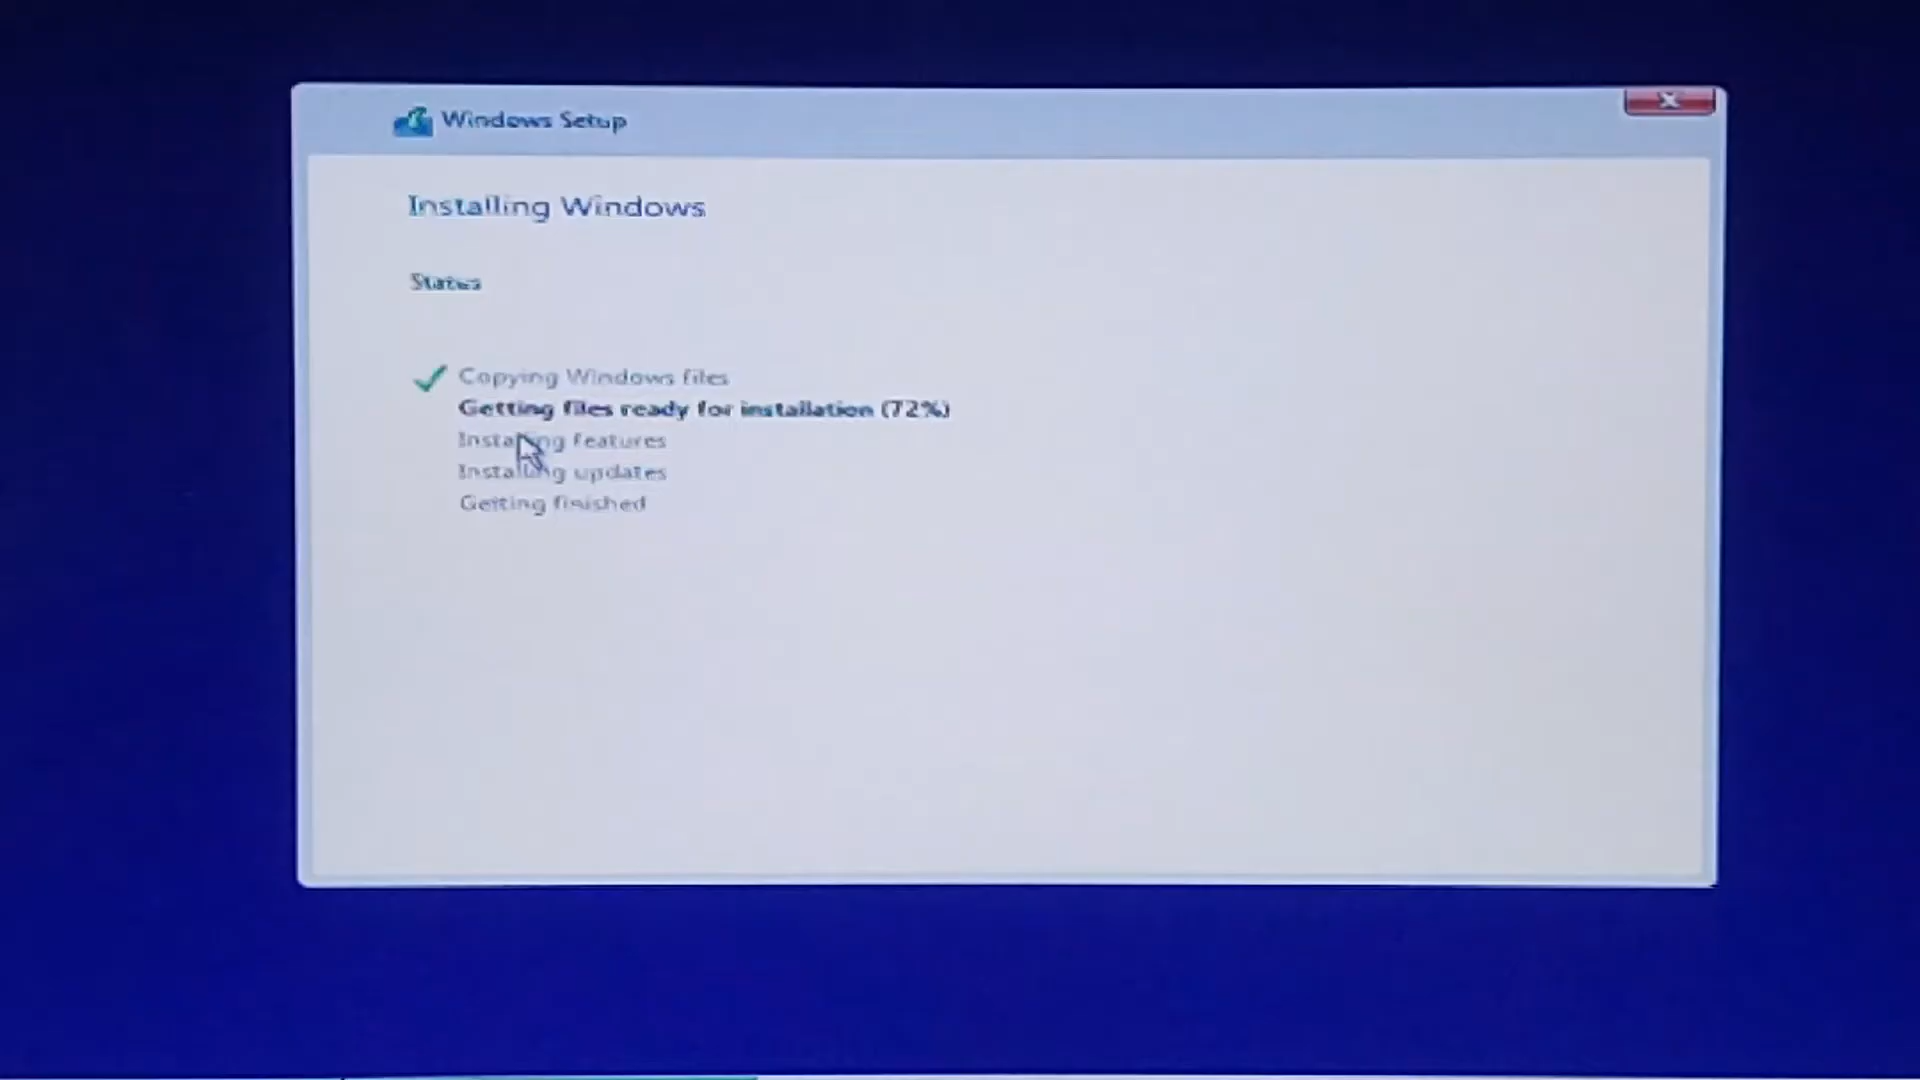 Windows Setup
Installing Windows
Status
Copying Windows files
Getting files ready for installation (72%)
Installing features
Installing updates
Getting finished